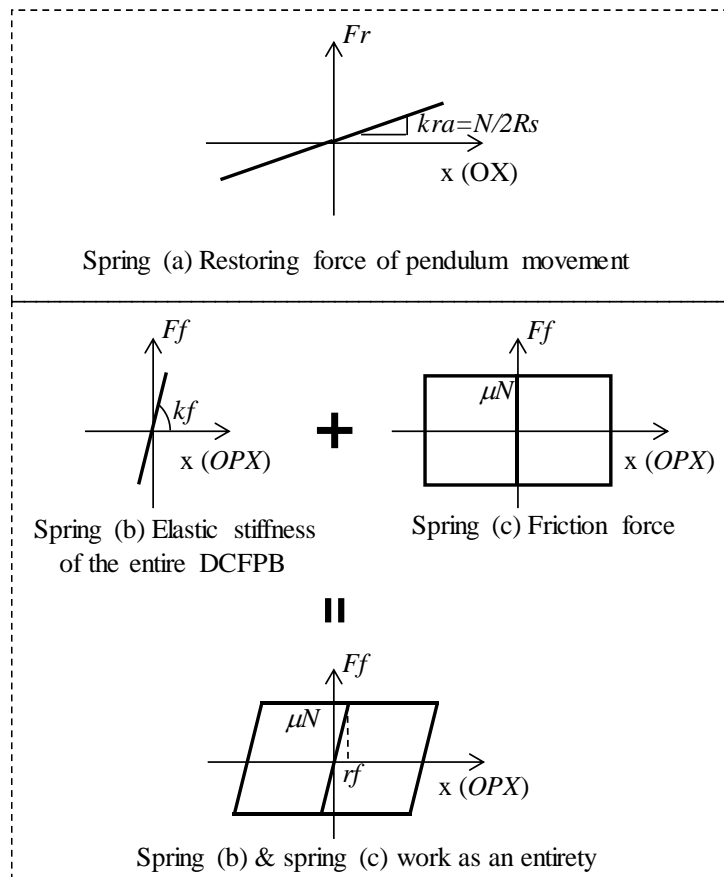 Fr
kra=N/2Rs
x (OX)
Spring (a) Restoring force of pendulum movement
Ff
kf
x (OPX)
Spring (b) Elastic stiffness
of the entire DCFPB
+
Ff
μN
x (OPX)
Spring (c) Friction force
=
Ff
μN
rf
x (OPX)
Spring (b) & spring (c) work as an entirety